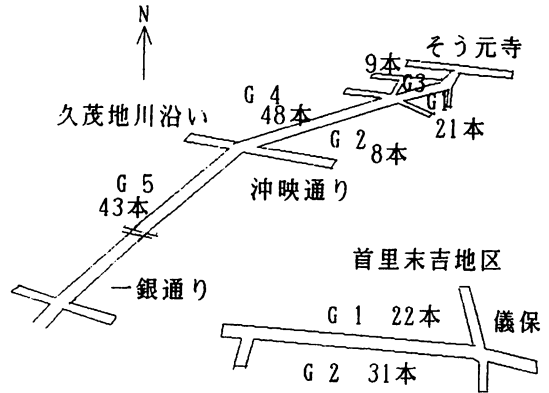 N
そう元寺
9本
G3
G 4
G1
48本
久茂地川沿い
21本
G 2 8本
G 5
沖映通り
43本
首里末吉地区
一銀通り
G 1 22本
儀保
G 2 31本